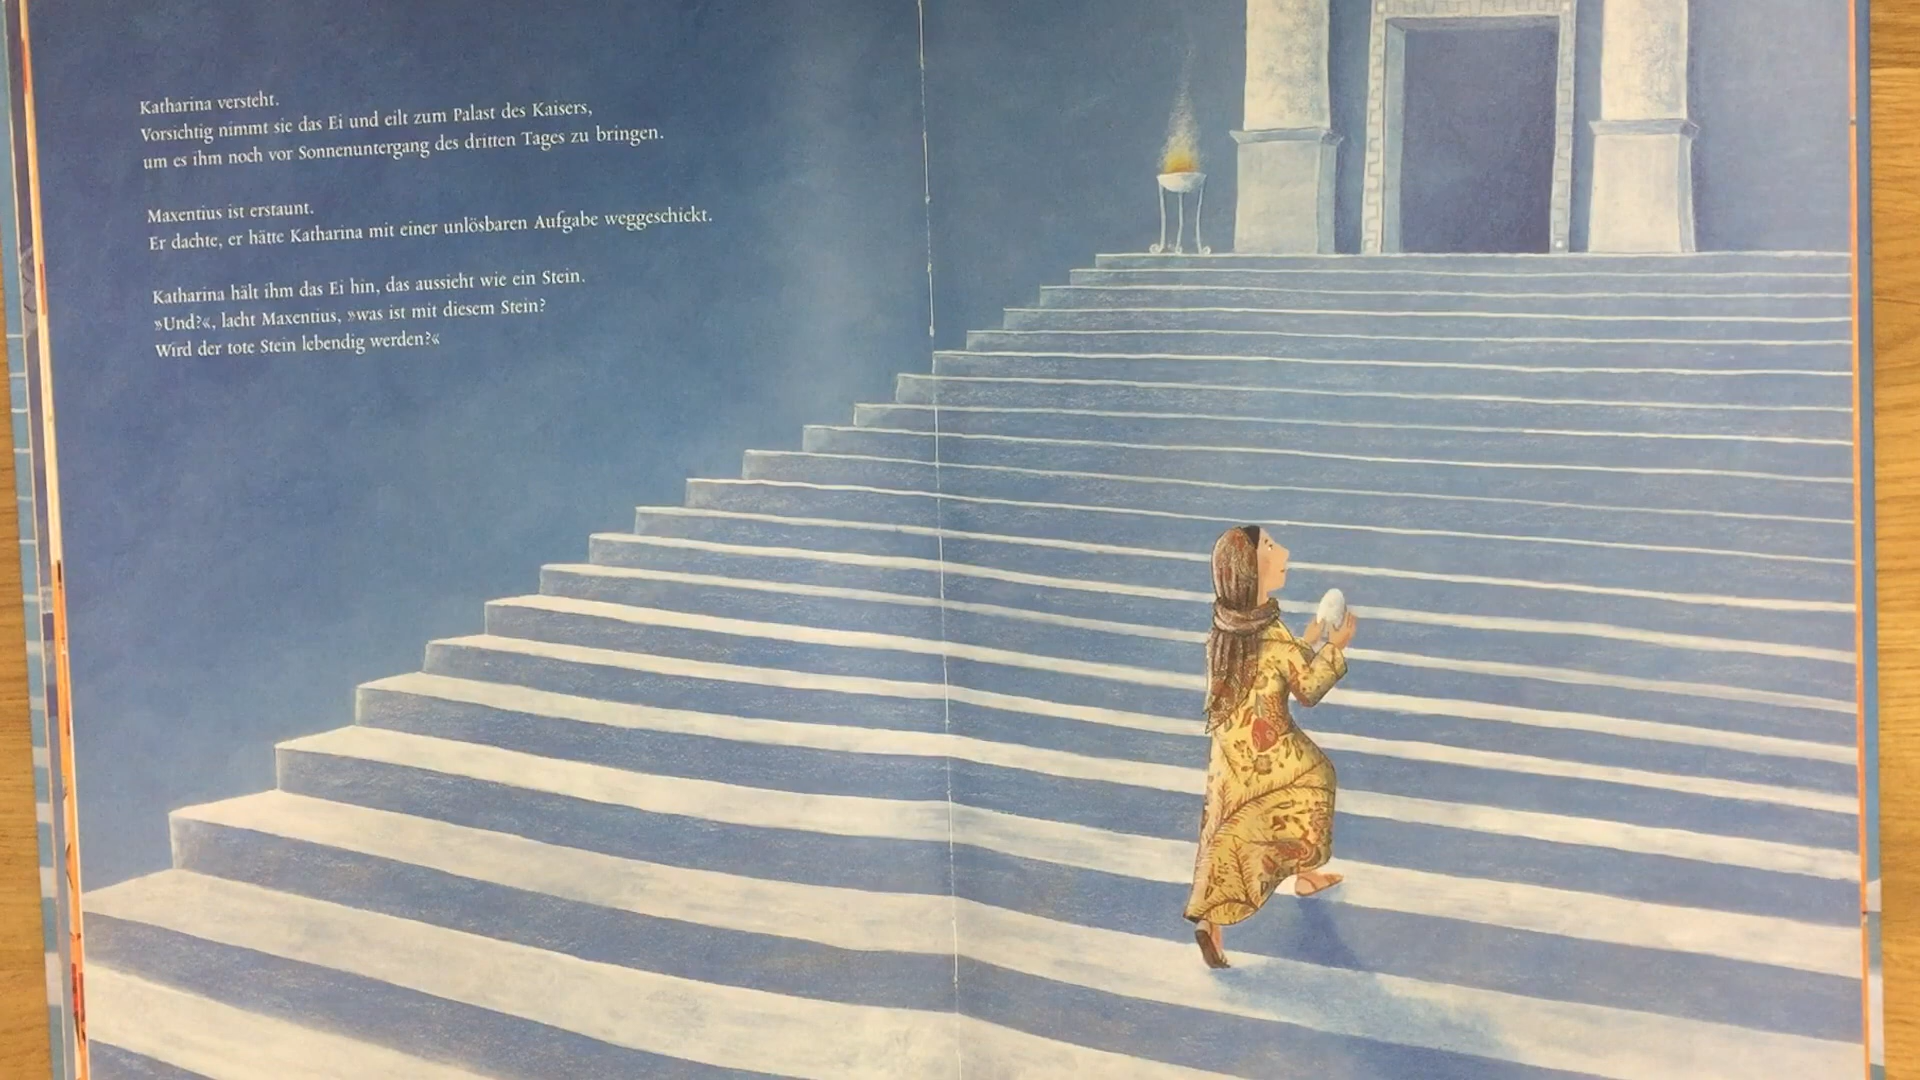 Katharina versteht.
Vorsichtig nimmt sie das Ei und eilt zum Palast des Kaisers,
um es ihm noch vor Sonnenuntergang des dritten Tages zu bringen.
Maxentius ist erstaunt.
Er dachte, er hätte Katharina mit einer unlösbaren Aufgabe weggeschickt.
Katharina hält ihm das Ei hin, das aussieht wie ein Stein.
»Und?«, lacht Maxentius, »was ist mit diesem Stein?
Wird der tote Stein lebendig werden?«